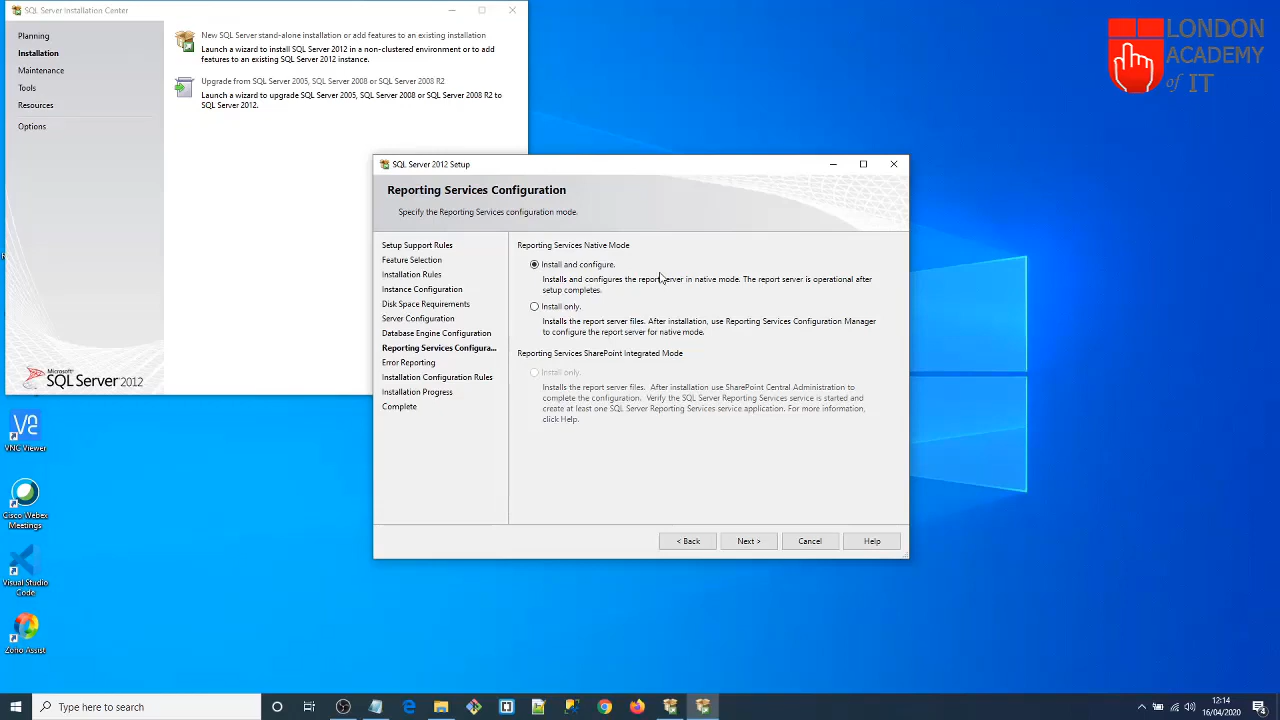 SQL Server Installation Center
Planning
Installation
Maintenance
Tools
Resources
Options
New SQL Server stand-alone installation or add features to an existing installation
Launch a wizard to install SQL Server 2012 in a non-clustered environment or to add
features to an existing SQL Server 2012 instance.
Upgrade from SQL Server 2005, SQL Server 2008 or SQL Server 2008 R2
Launch a wizard to upgrade SQL Server 2005, SQL Server 2008 or SQL Server 2008 R2 to
SQL Server 2012.
Microsoft
SQL Server 2012
LONDON
ACADEMY
of IT
SQL Server 2012 Setup
Reporting Services Configuration
Specify the Reporting Services configuration mode.
Setup Support Rules
Feature Selection
Installation Rules
Instance Configuration
Disk Space Requirements
Server Configuration
Database Engine Configuration
Reporting Services Configura...
Error Reporting
Installation Configuration Rules
Installation Progress
Complete
Reporting Services Native Mode
Install and configure.
Installs and configures the report server in native mode. The report server is operational after
setup completes.
Install only.
Installs the report server files. After installation, use Reporting Services Configuration Manager
to configure the report server for native mode.
Reporting Services SharePoint Integrated Mode
Install only.
Installs the report server files. After installation use SharePoint Central Administration to
complete the configuration. Verify the SQL Server Reporting Services service is started and
create at least one SQL Server Reporting Services service application. For more information,
click Help.
< Back
Next >
Cancel
Help
VNC Viewer
Cisco Webex
Meetings
Visual Studio
Code
Zoho Assist
Type here to search
12:14
16/04/2020